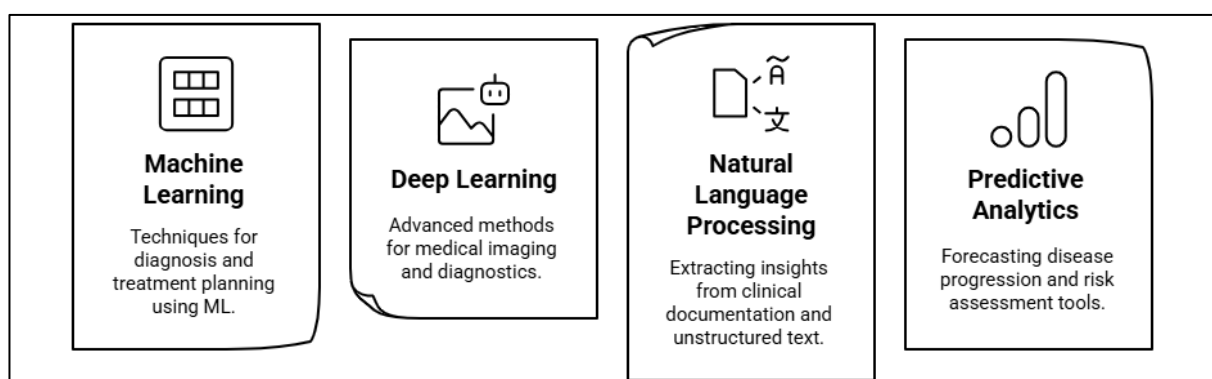 Machine
Learning
Techniques for
diagnosis and
treatment planning
using ML.
Deep Learning
Advanced methods
for medical imaging
and diagnostics.
Ã
文
Natural
Language
Processing
Extracting insights
from clinical
documentation and
unstructured text.
Predictive
Analytics
Forecasting disease
progression and risk
assessment tools.